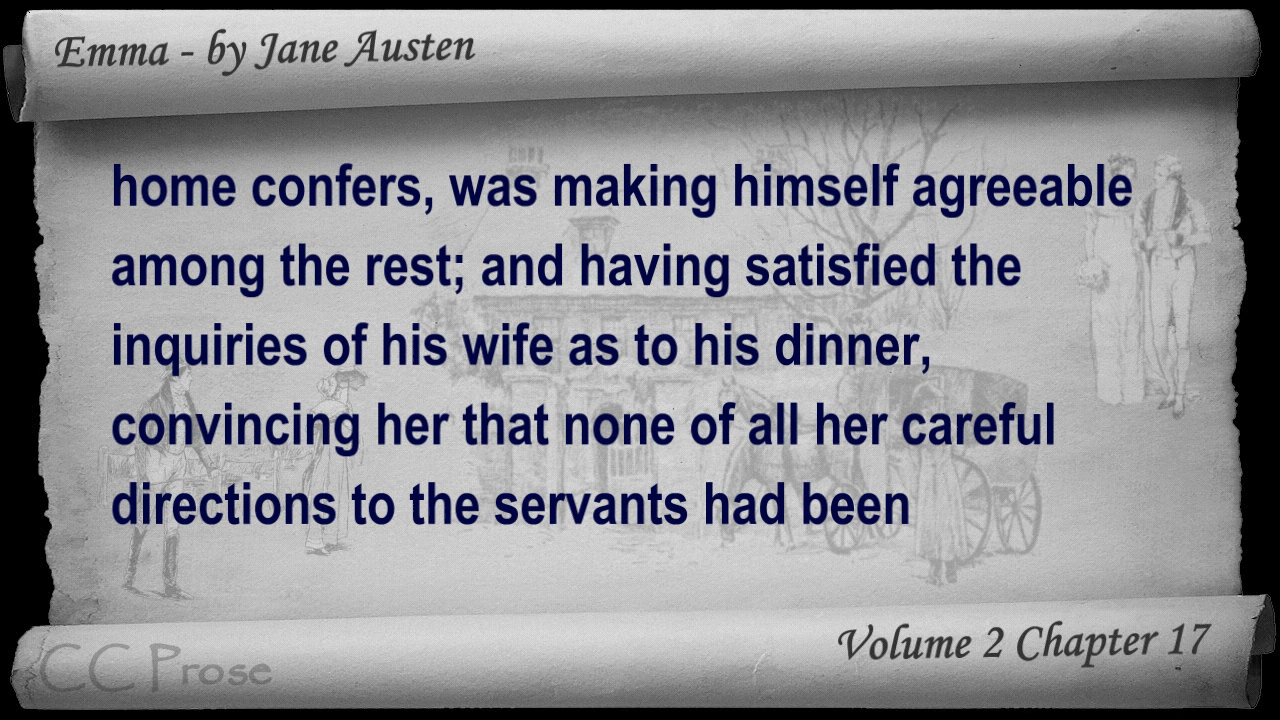 Emma - by Jane Austen
home confers, was making himself agreeable
among the rest; and having satisfied the
inquiries of his wife as to his dinner,
convincing her that none of all her careful
directions to the servants had been
Volume 2 Chapter 17
CC Prose